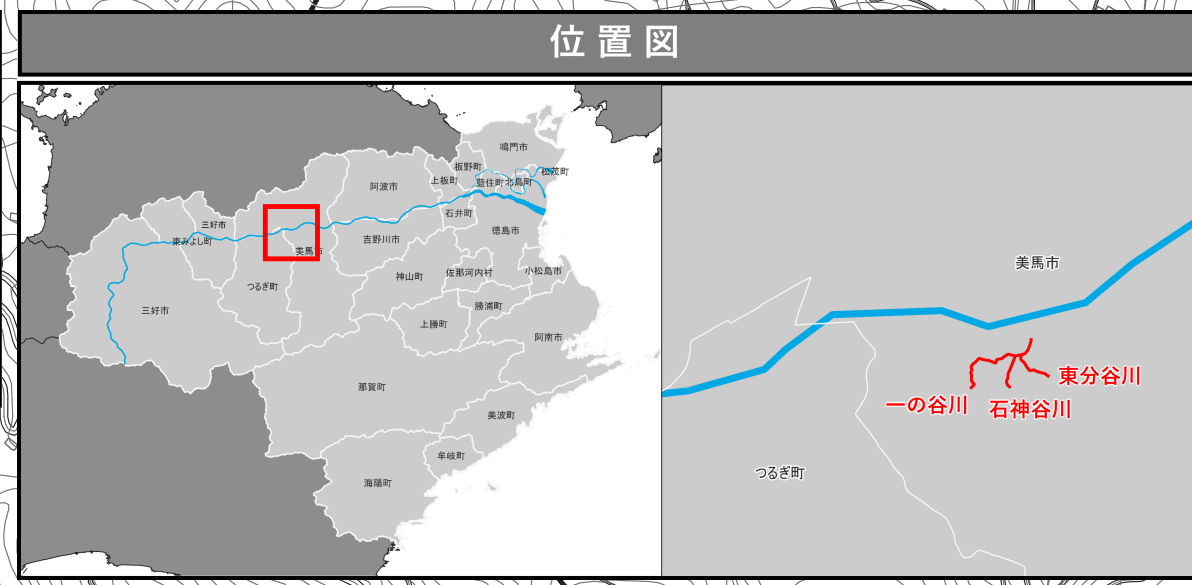 位置図
鳴門市
板野町
松茂町
上板町
藍住町
北島町
阿波市
石井町
三好市
徳島市
東みよし町
吉野川市
美馬市
佐那河内村
小松島市
神山町
つるぎ町
勝浦町
三好市
上勝町
阿南市
那賀町
美波町
牟岐町
海陽町
美馬市
東分谷川
一の谷川
石神谷川
つるぎ町